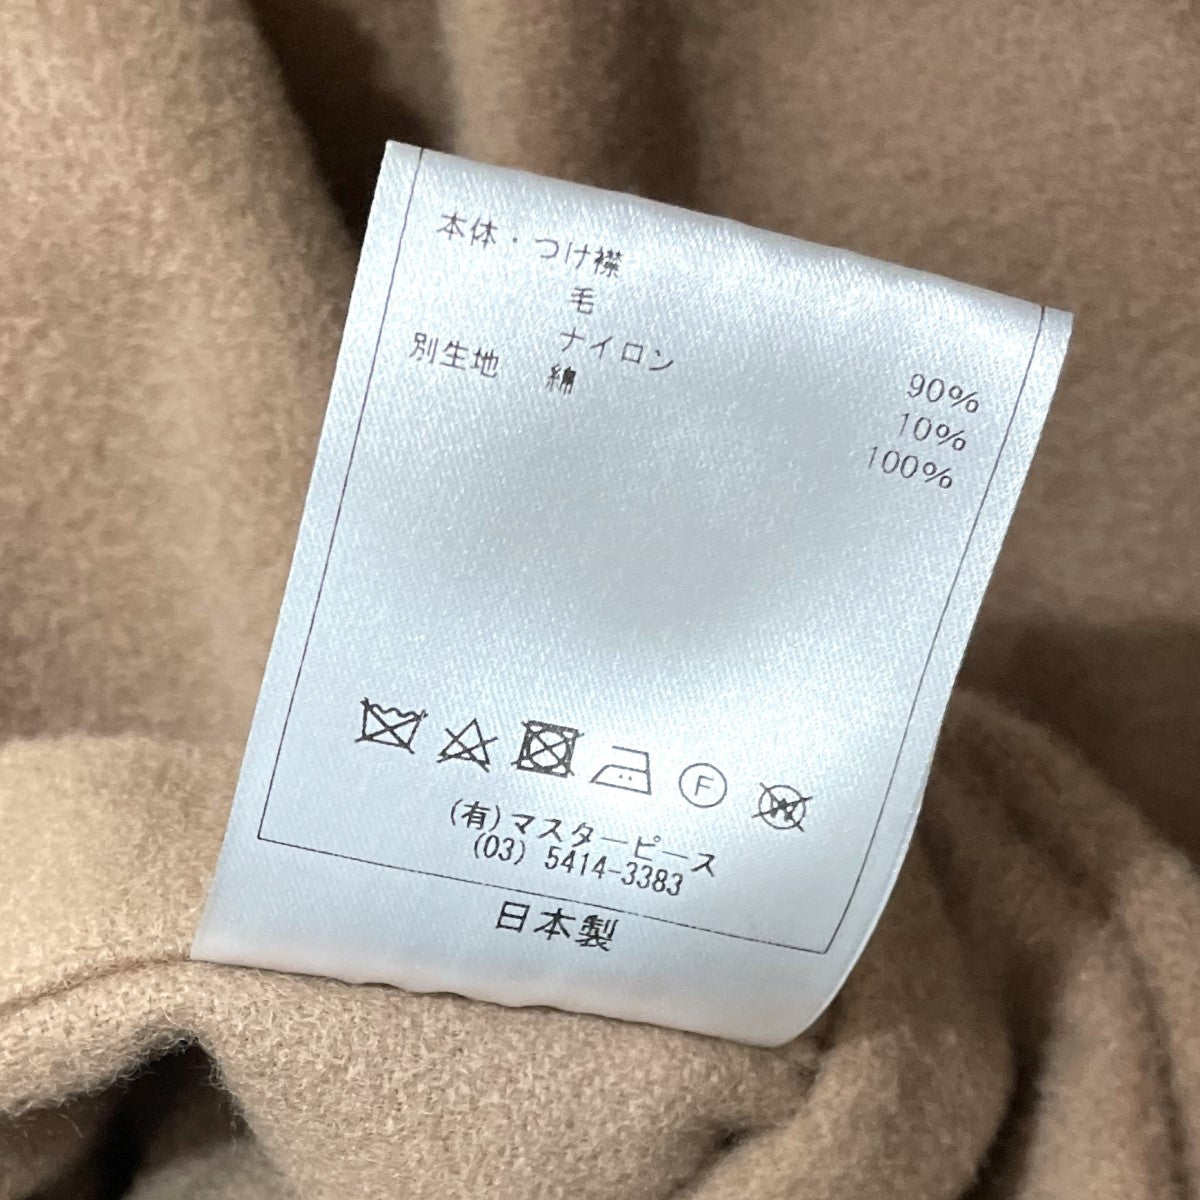 本体・つけ襟
毛 90%
ナイロン 10%
別生地 綿 100%
F
W
(有)マスターピース
(03) 5414-3383
日本製